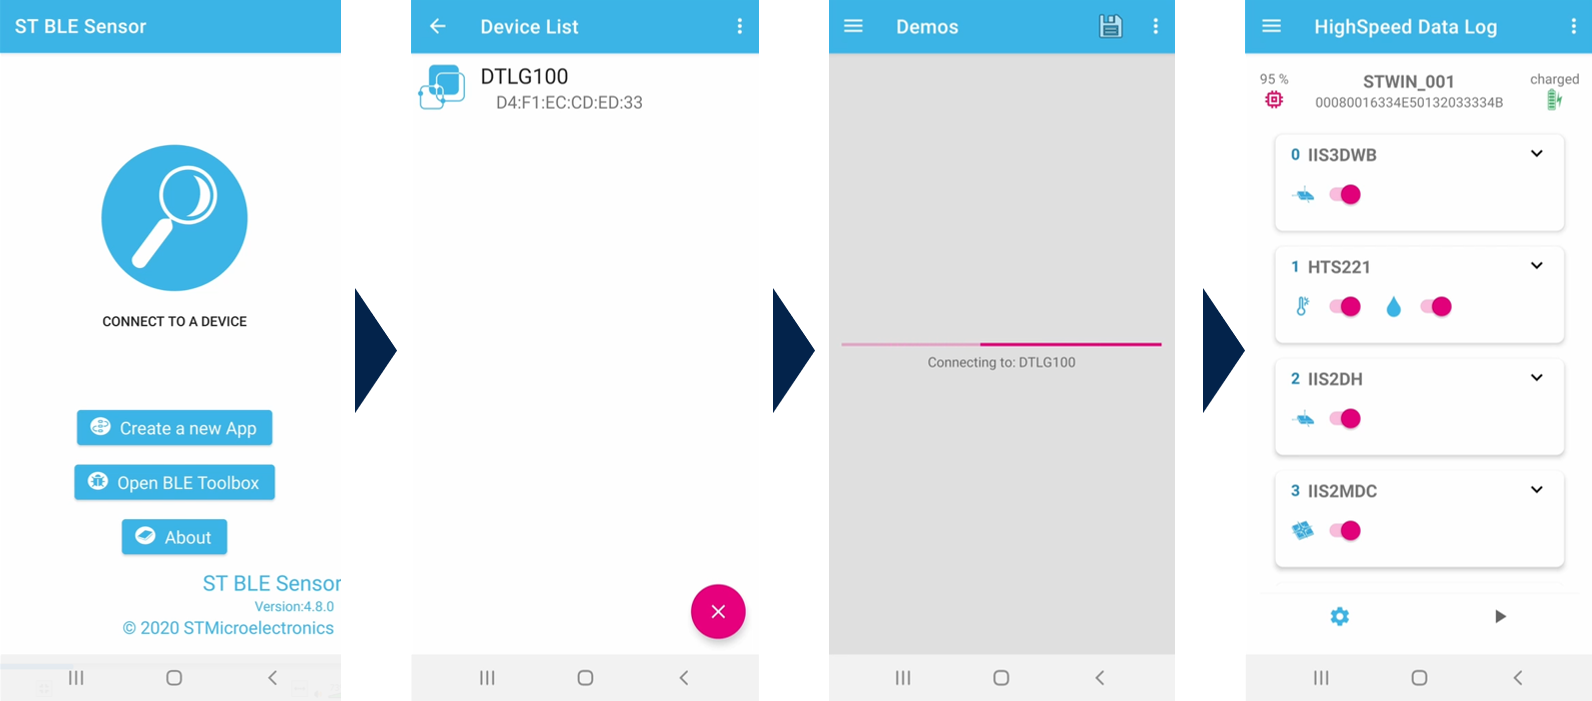 ST BLE Sensor
CONNECT TO A DEVICE
Create a new App
Open BLE Toolbox
About
ST BLE Sensor
Version:4.8.0
© 2020 STMicroelectronics
Device List
DTLG100
D4:F1:EC:CD:ED:33
Demos
Connecting to: DTLG100
HighSpeed Data Log
95 %
STWIN_001
charged
00080016334E50132033334B
0 IIS3DWB
1 HTS221
2 IIS2DH
3 IIS2MDC